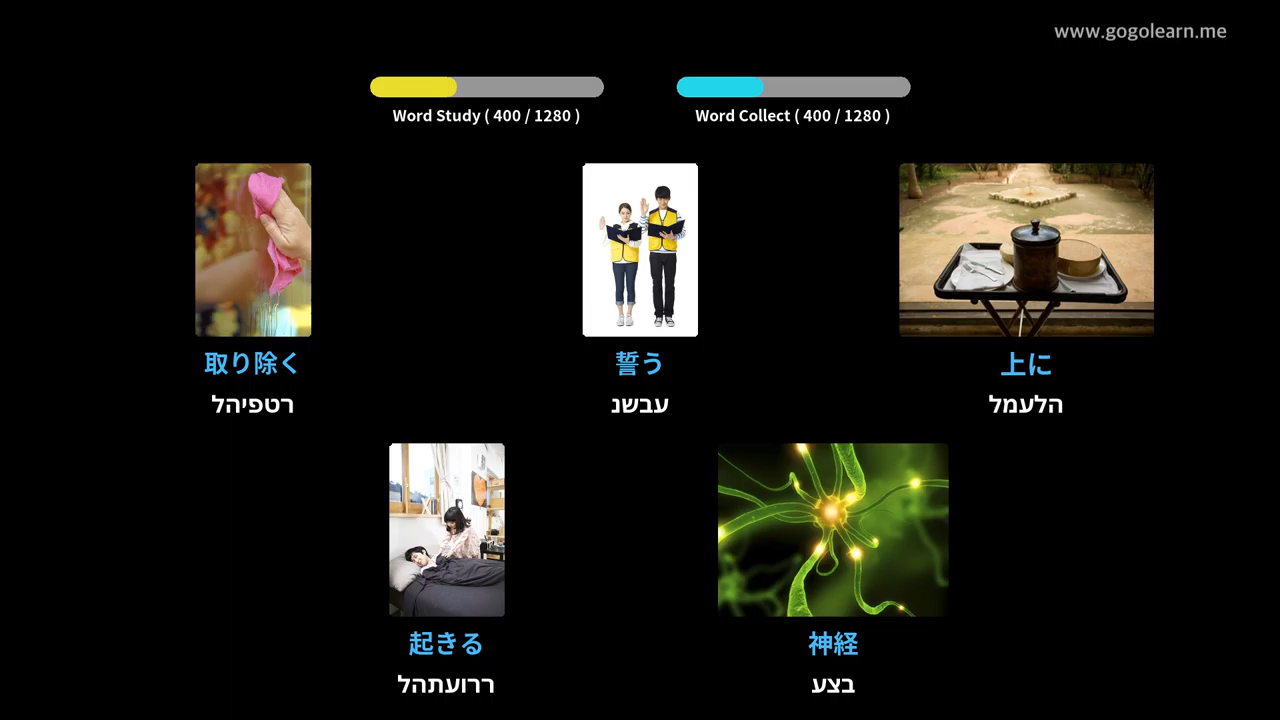 www.gogolearn.me
Word Study ( 400 / 1280 )
Word Collect ( 400 / 1280 )
取り除く
רטפיהל
誓う
עבשנ
上に
הלעמל
起きる
ררועתהל
神経
בצע